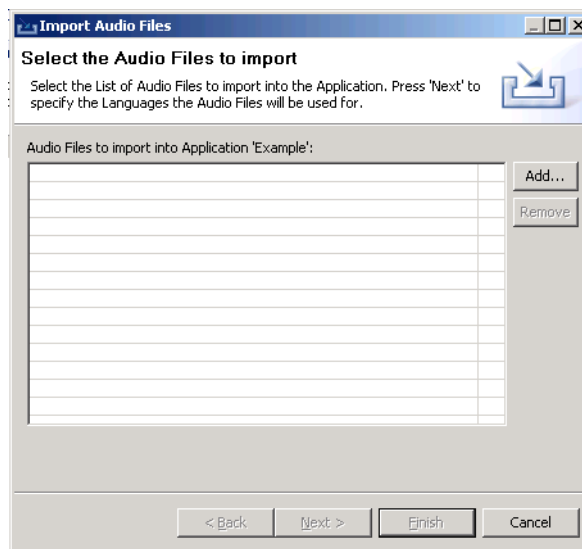 Import Audio Files
Select the Audio Files to import
Select the List of Audio Files to import into the Application. Press 'Next' to
specify the Languages the Audio Files will be used for.
Audio Files to import into Application 'Example':
Add...
Remove
< Back
Next >
Finish
Cancel